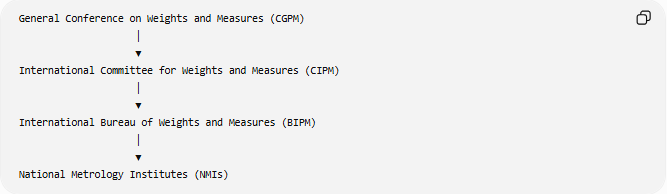 General Conference on Weights and Measures (CGPM)
│
▼
International Committee for Weights and Measures (CIPM)
│
▼
International Bureau of Weights and Measures (BIPM)
│
▼
National Metrology Institutes (NMIs)